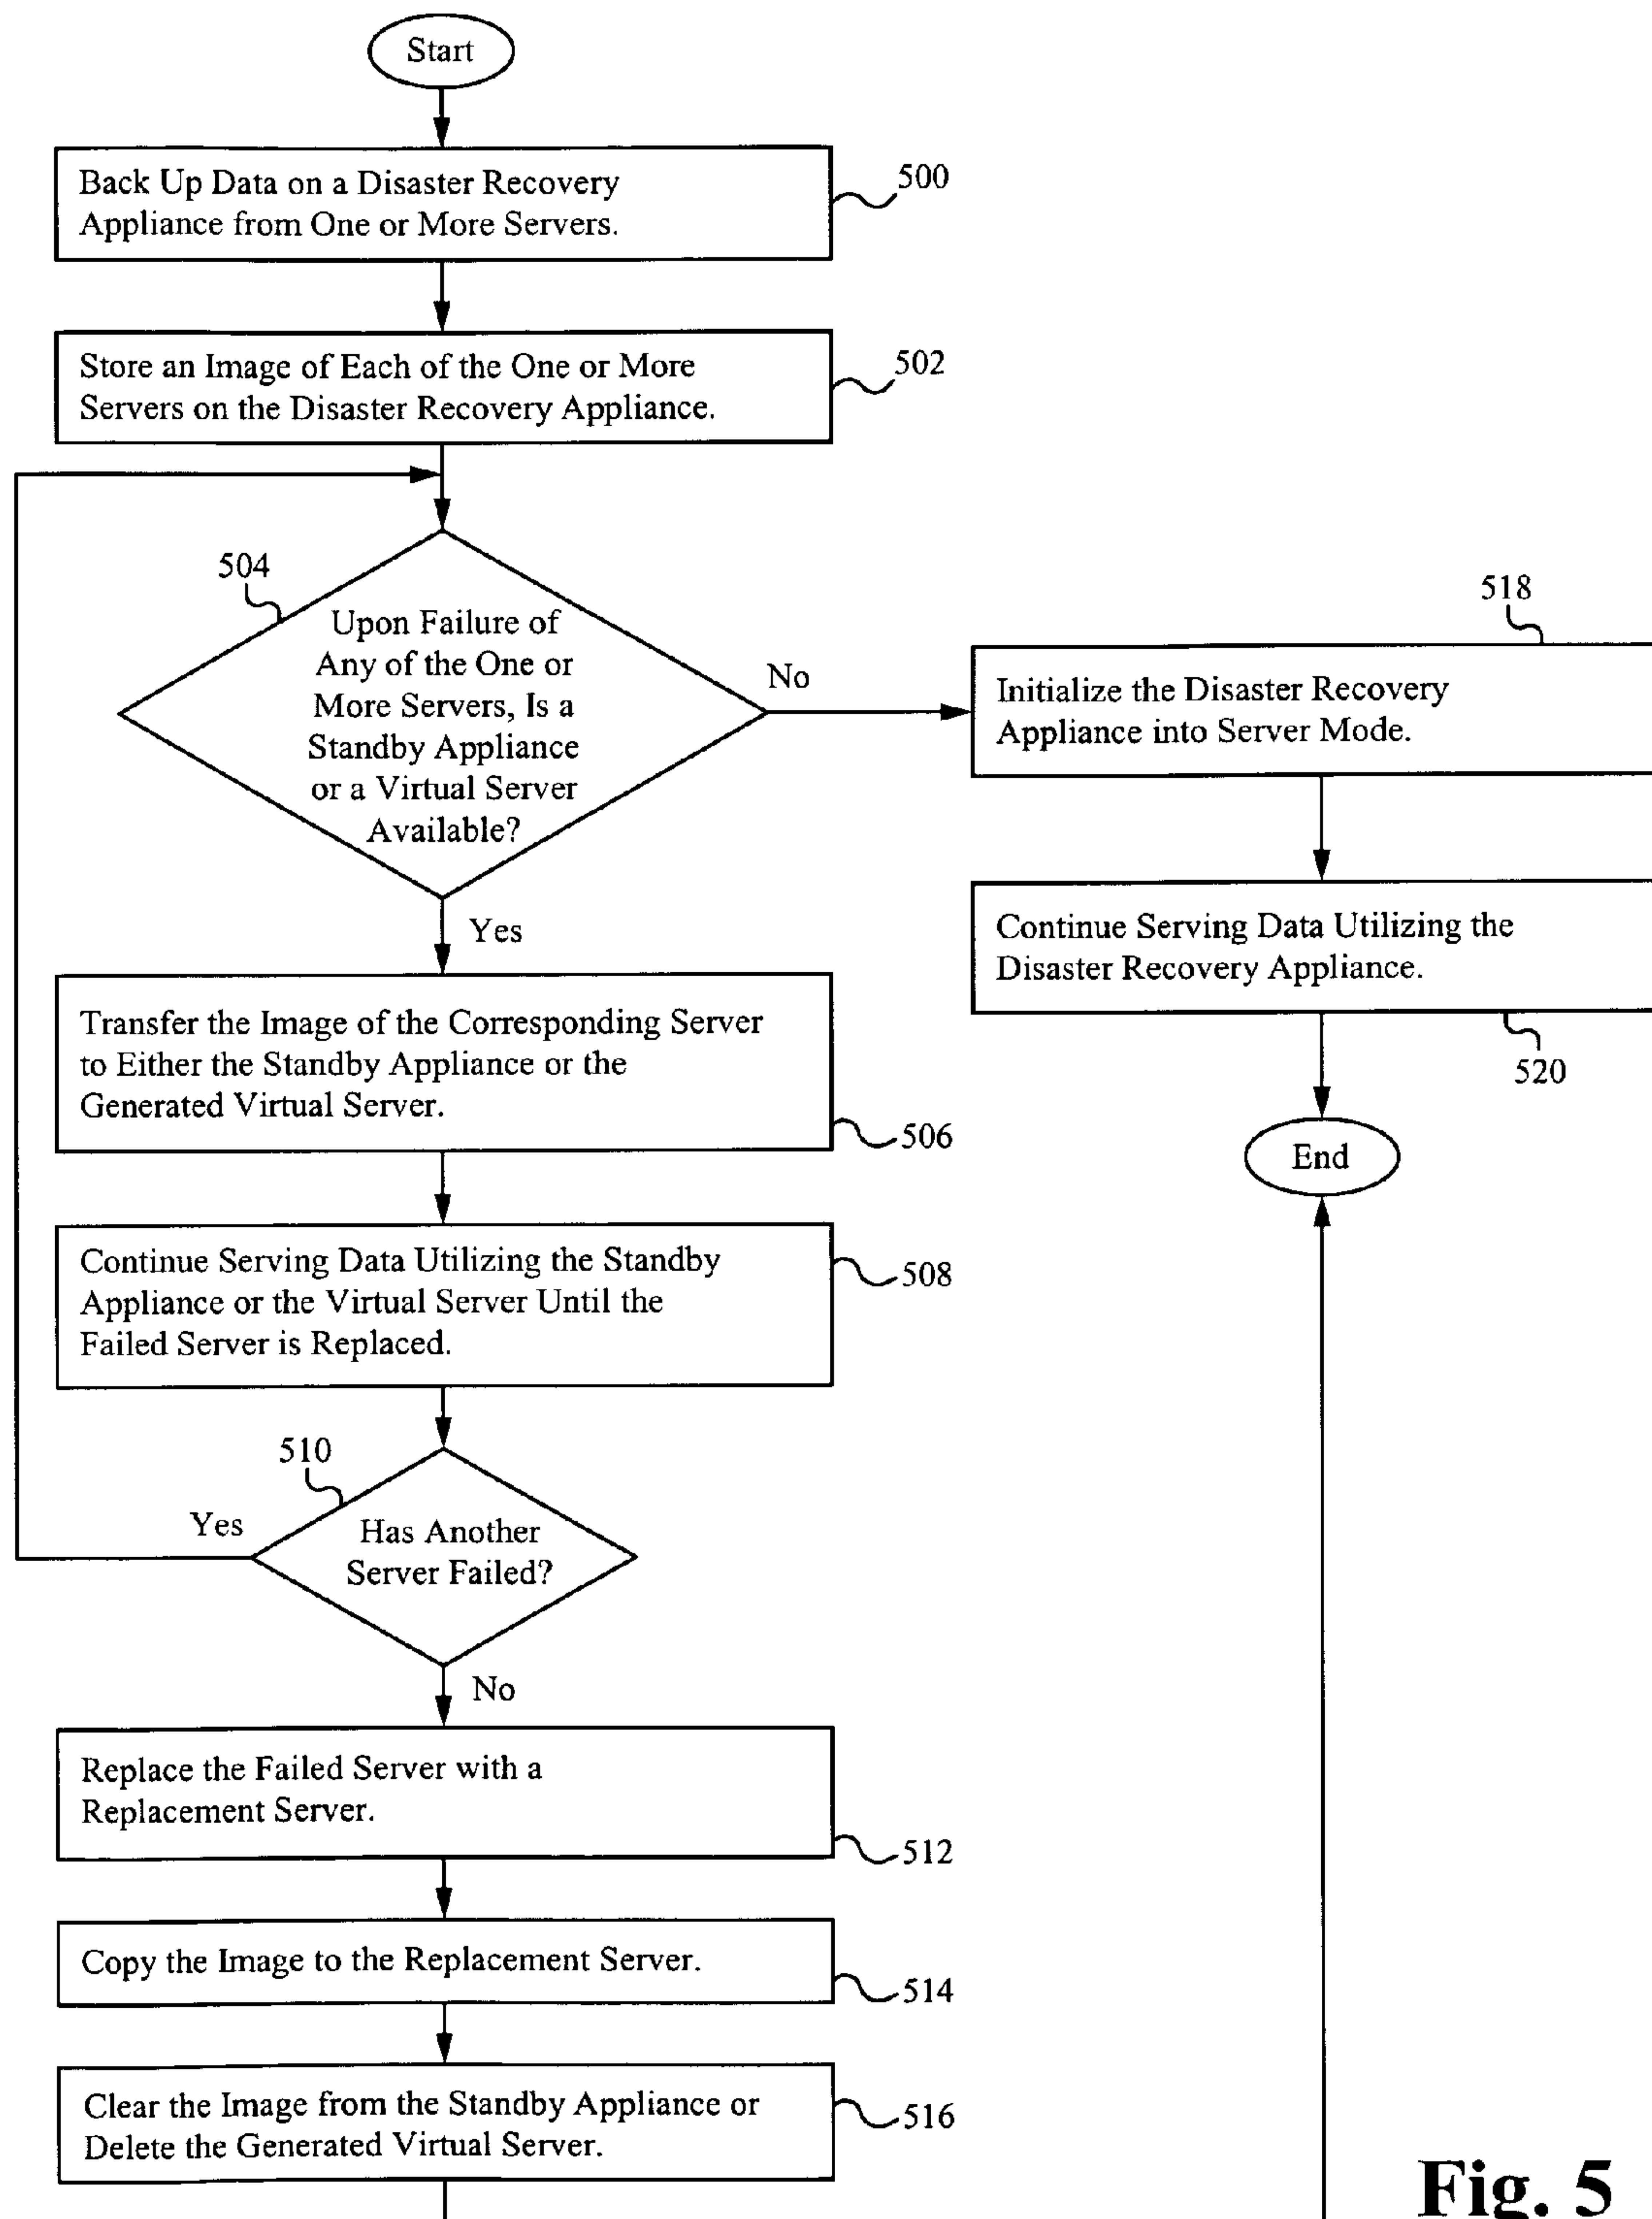 Start
Back Up Data on a Disaster Recovery
Appliance from One or More Servers.
500
Store an Image of Each of the One or More
Servers on the Disaster Recovery Appliance.
502
504
Upon Failure of
Any of the One or
More Servers, Is a
Standby Appliance
or a Virtual Server
Available?
No
Yes
518
Initialize the Disaster Recovery
Appliance into Server Mode.
Continue Serving Data Utilizing the
Disaster Recovery Appliance.
520
End
Transfer the Image of the Corresponding Server
to Either the Standby Appliance or the
Generated Virtual Server.
506
Continue Serving Data Utilizing the Standby
Appliance or the Virtual Server Until the
Failed Server is Replaced.
508
510
Has Another
Server Failed?
Yes
No
Replace the Failed Server with a
Replacement Server.
512
Copy the Image to the Replacement Server.
514
Clear the Image from the Standby Appliance or
Delete the Generated Virtual Server.
516
Fig. 5